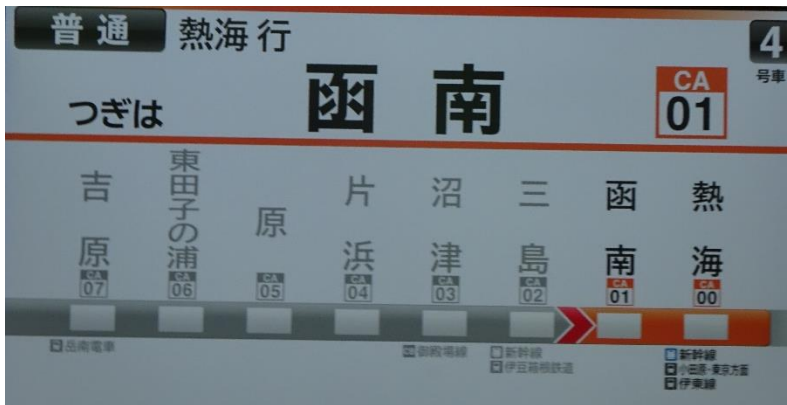 普通 熱海行
4
号車
つぎは 函南
CA
01
吉原 東田子の浦 原 片浜 沼津 三島 函南 熱海
CA 07 CA 06 CA 05 CA 04 CA 03 CA 02 CA 01 CA 00
岳南電車 御殿場線 新幹線 新幹線
伊豆箱根鉄道 小田原・東京方面
伊東線